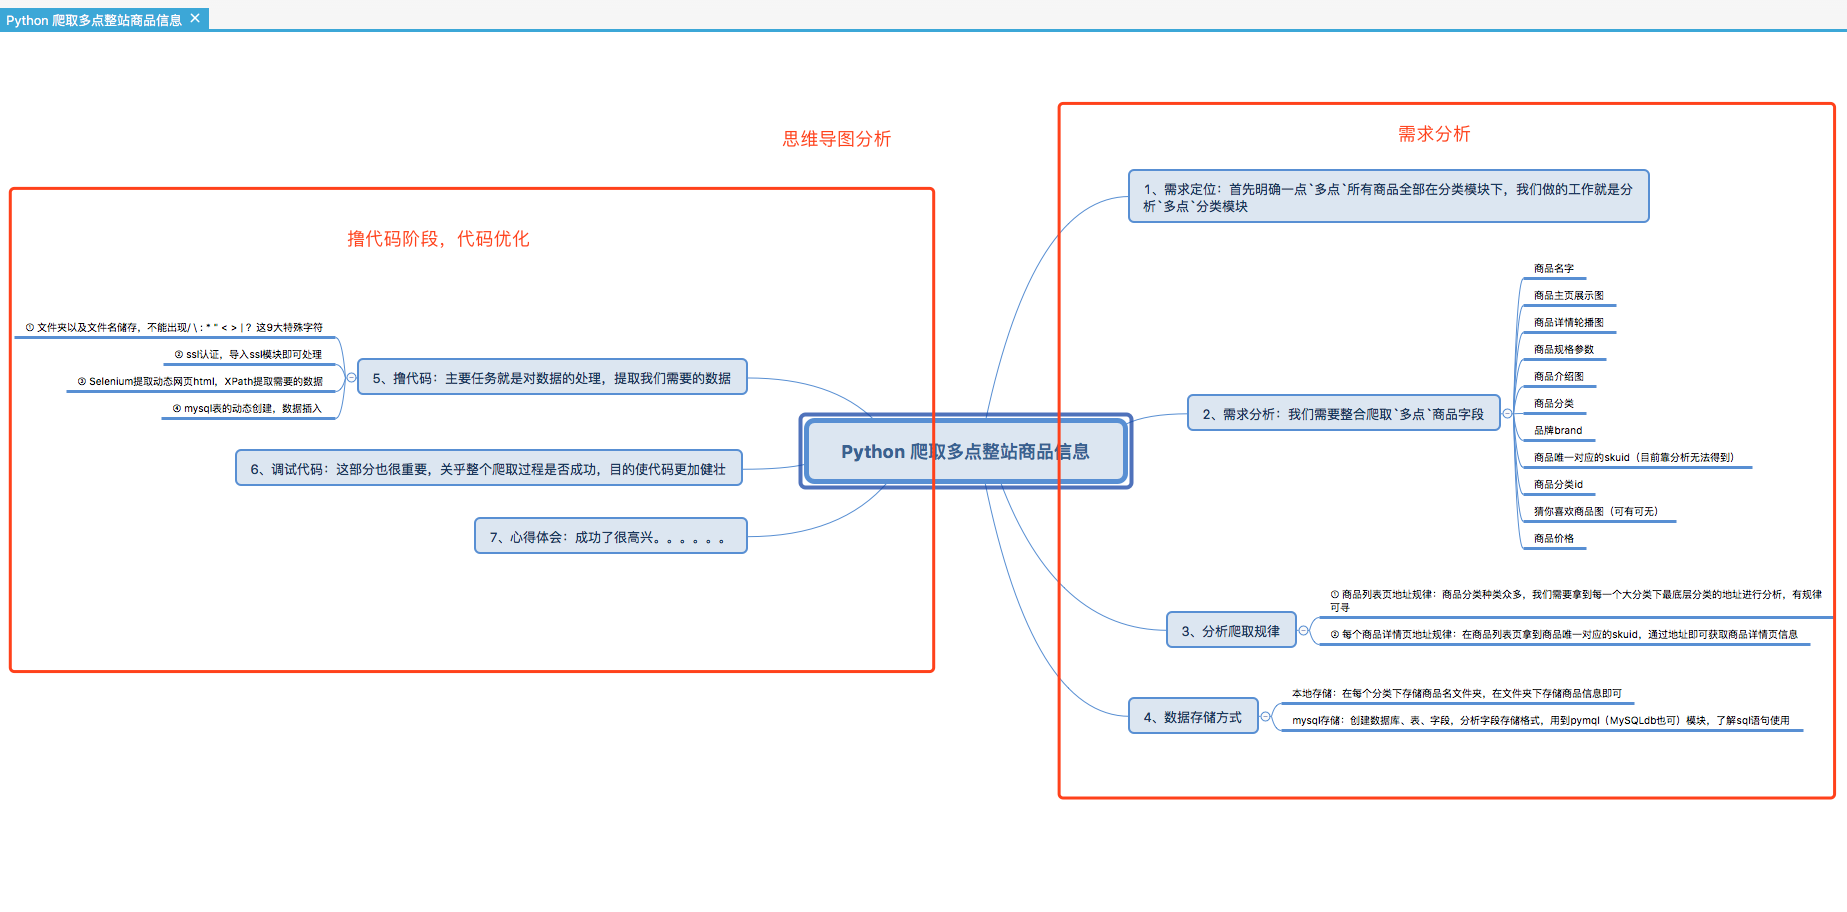 Python 爬取多点整站商品信息
思维导图分析
需求分析
1、需求定位：首先明确一点`多点`所有商品全部在分类模块下，我们做的工作就是分
析`多点`分类模块
商品名字
商品主页展示图
商品详情轮播图
商品规格参数
商品介绍图
商品分类
品牌brand
商品唯一对应的skuid（目前靠分析无法得到）
商品分类id
猜你喜欢商品图（可有可无）
商品价格
2、需求分析：我们需要整合爬取`多点`商品字段
3、分析爬取规律
① 商品列表页地址规律：商品分类种类众多，我们需要拿到每一个大分类下最底层分类的地址进行分析，有规律
可寻
② 每个商品详情页地址规律：在商品列表页拿到商品唯一对应的skuid，通过地址即可获取商品详情页信息
4、数据存储方式
本地存储：在每个分类下存储商品名文件夹，在文件夹下存储商品信息即可
mysql存储：创建数据库、表、字段，分析字段存储格式，用到pymql（MySQLdb也可）模块，了解sql语句使用
Python 爬取多点整站商品信息
撸代码阶段，代码优化
① 文件夹以及文件名储存，不能出现/ \ : * " < > | ？这9大特殊字符
② ssl认证，导入ssl模块即可处理
③ Selenium提取动态网页html，XPath提取需要的数据
④ mysql表的动态创建，数据插入
5、撸代码：主要任务就是对数据的处理，提取我们需要的数据
6、调试代码：这部分也很重要，关乎整个爬取过程是否成功，目的使代码更加健壮
7、心得体会：成功了很高兴。。。。。。